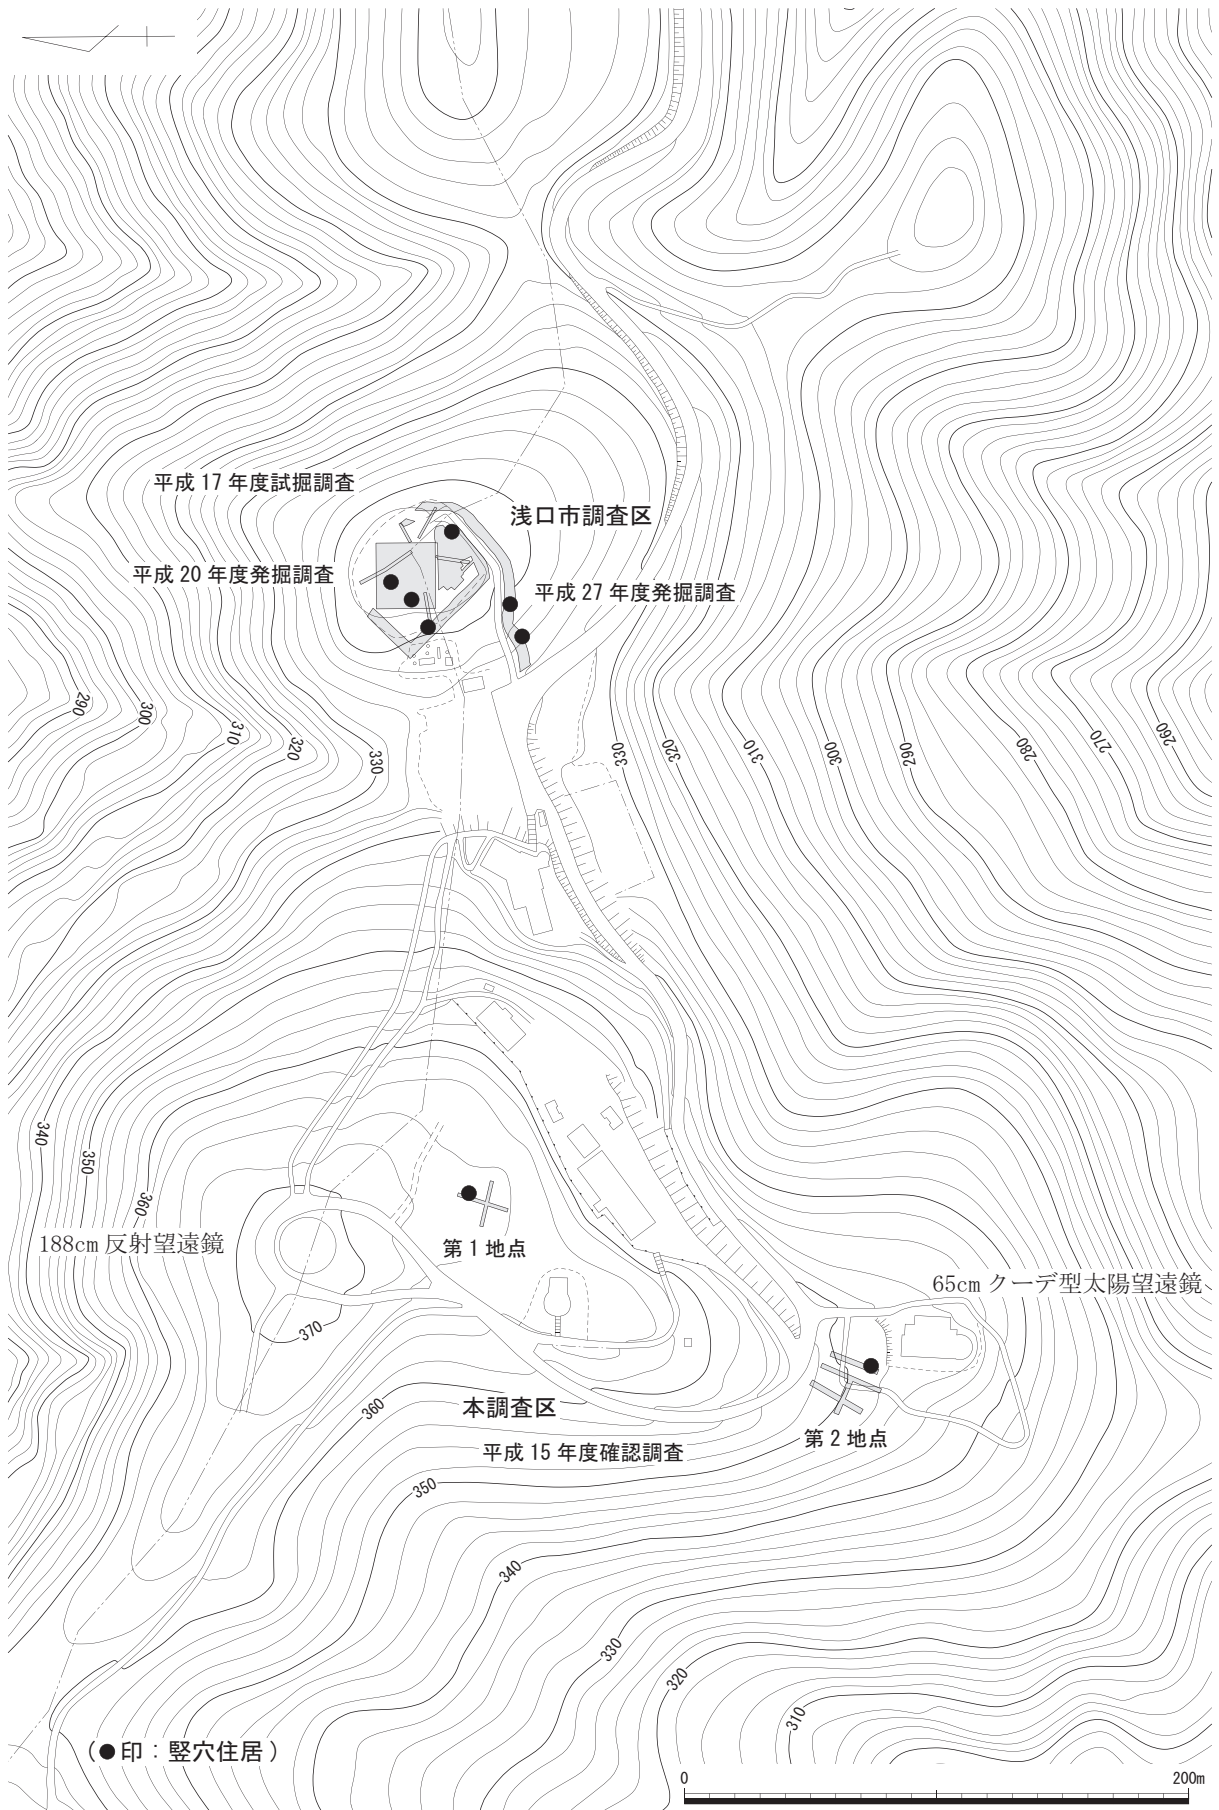 平成 17 年度試掘調査
浅口市調査区
平成 20 年度発掘調査
平成 27 年度発掘調査
290
300
310
320
330
330
320
310
300
290
280
270
260
340
350
360
188cm 反射望遠鏡
第 1 地点
65cm クーデ型太陽望遠鏡
370
360
本調査区
第 2 地点
平成 15 年度確認調査
350
340
330
320
310
（●印：竪穴住居）
0
200m